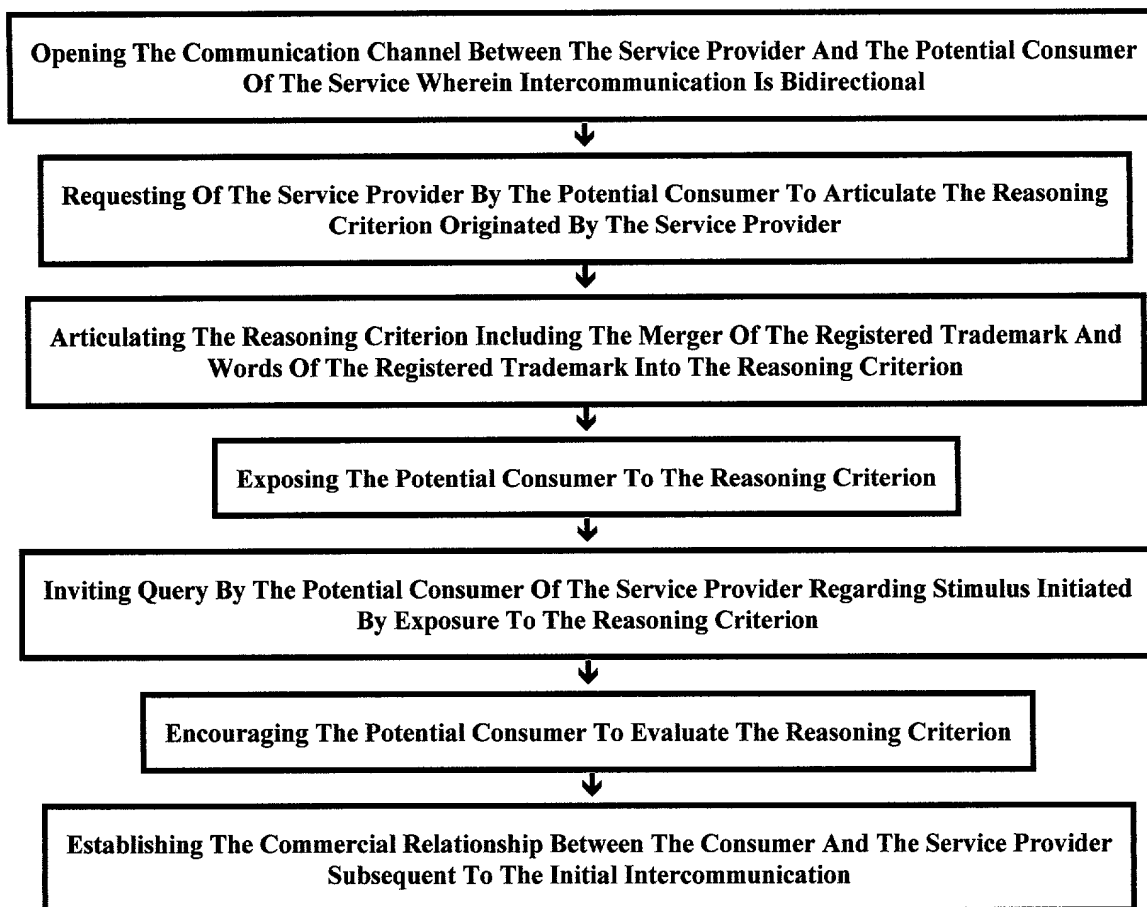 Opening The Communication Channel Between The Service Provider And The Potential Consumer
Of The Service Wherein Intercommunication Is Bidirectional
Requesting Of The Service Provider By The Potential Consumer To Articulate The Reasoning
Criterion Originated By The Service Provider
Articulating The Reasoning Criterion Including The Merger Of The Registered Trademark And
Words Of The Registered Trademark Into The Reasoning Criterion
Exposing The Potential Consumer To The Reasoning Criterion
Inviting Query By The Potential Consumer Of The Service Provider Regarding Stimulus Initiated
By Exposure To The Reasoning Criterion
Encouraging The Potential Consumer To Evaluate The Reasoning Criterion
Establishing The Commercial Relationship Between The Consumer And The Service Provider
Subsequent To The Initial Intercommunication